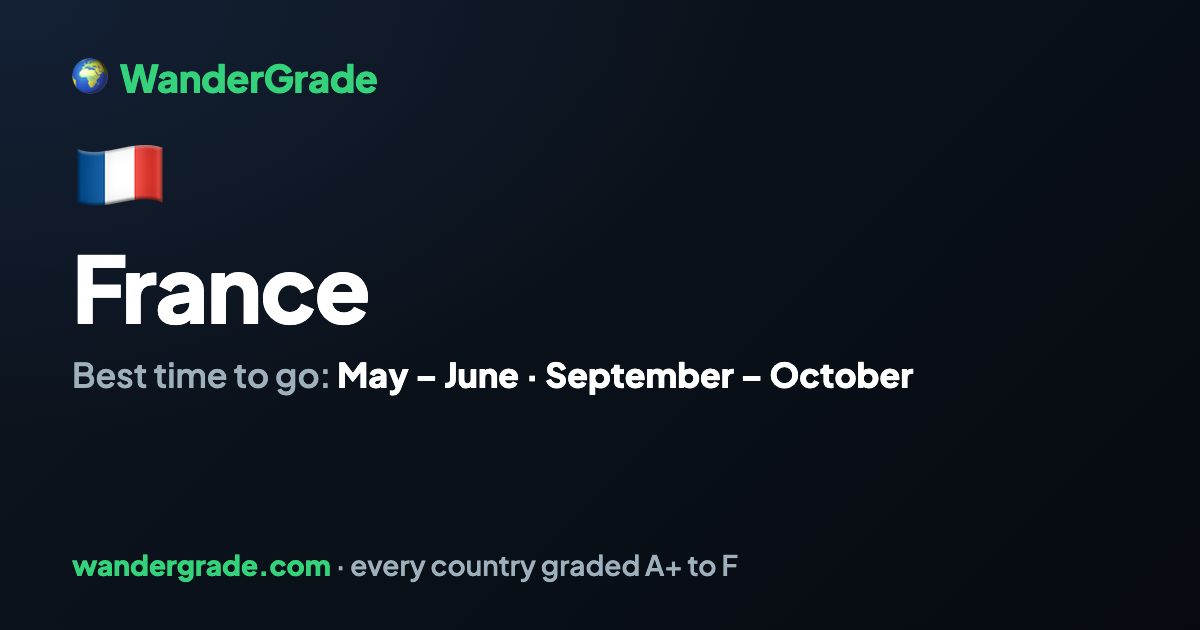 WanderGrade
France
Best time to go: May – June · September – October
wandergrade.com · every country graded A+ to F